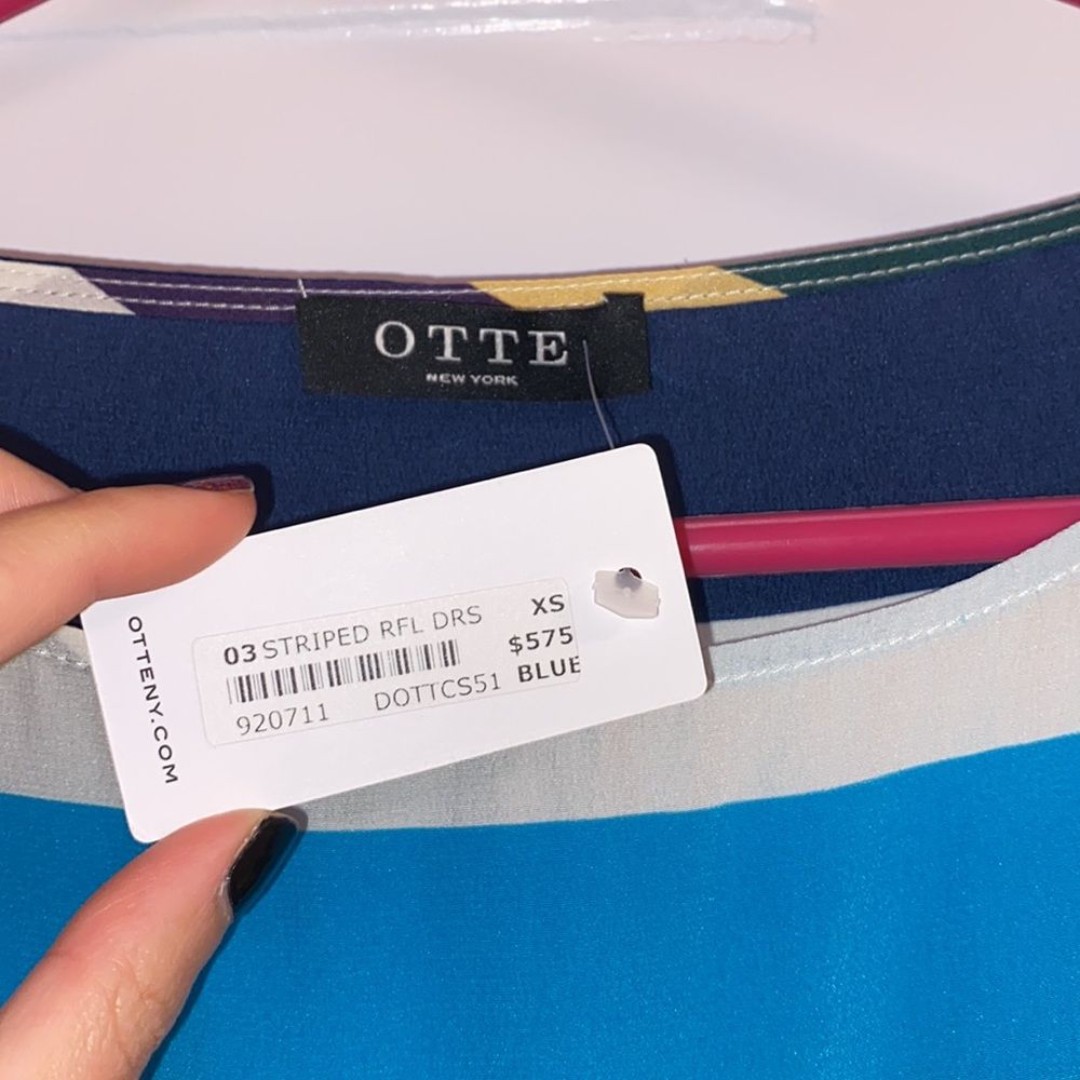 OTTE
NEW YORK
OTTENY.COM
03 STRIPED RFL DRS XS
$575
920711 DOTTCS51 BLUE